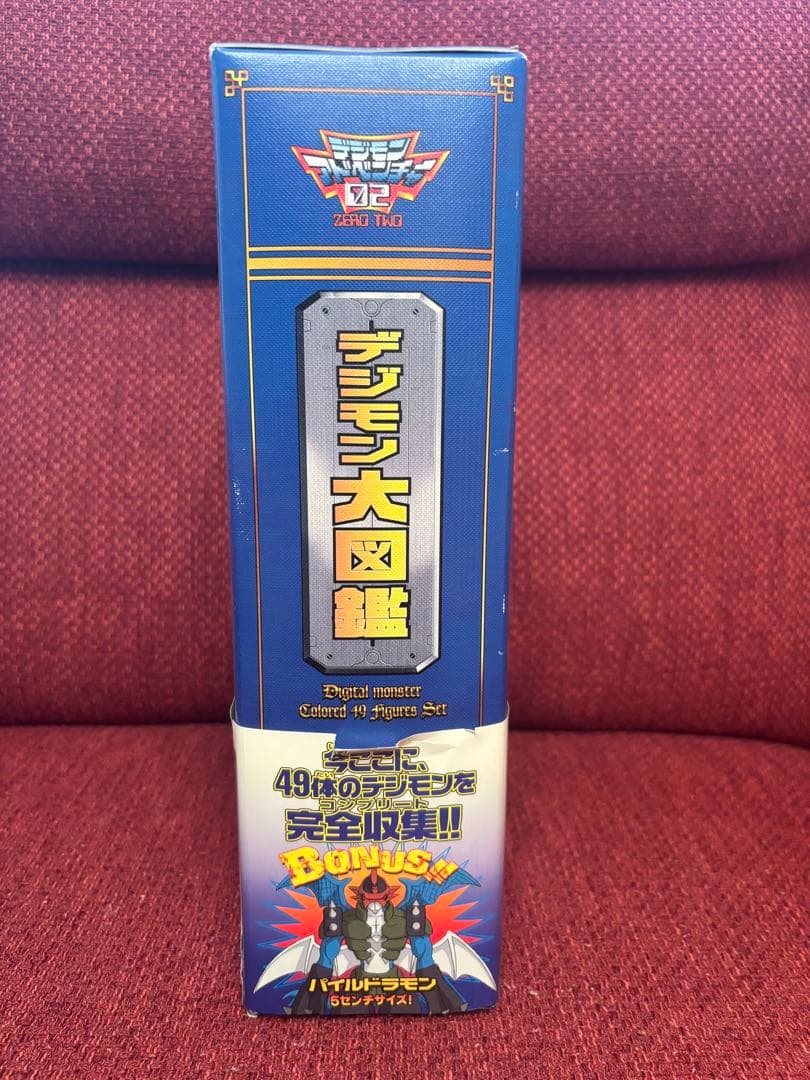 デジモン
アドベンチャー
02
ZERO TWO
デジモン大図鑑
Digital monster
Colored 49 Figures Set
今ここに、
49体のデジモンを
コンプリート
完全収集!!
BONUS!!
パイルドラモン
5センチサイズ!